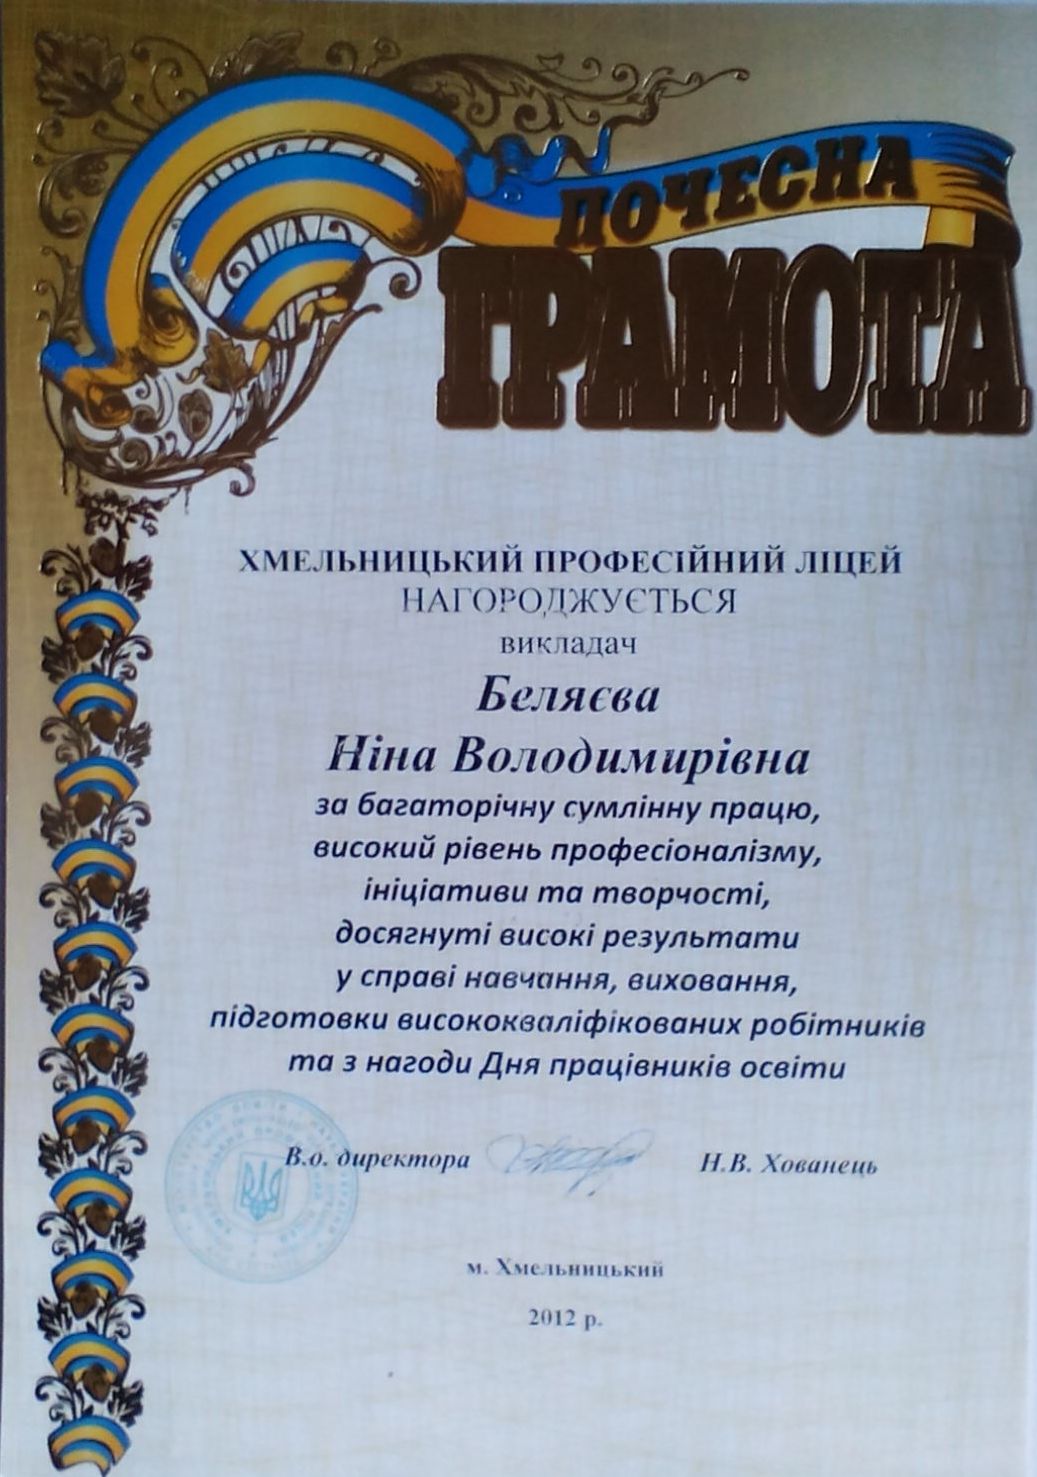 ПОЧЕСНА
ГРАМОТА
ХМЕЛЬНИЦЬКИЙ ПРОФЕСІЙНИЙ ЛІЦЕЙ
НАГОРОДЖУЄТЬСЯ
викладач
Беляєва
Ніна Володимирівна
за багаторічну сумлінну працю,
високий рівень професіоналізму,
ініціативи та творчості,
досягнуті високі результати
у справі навчання, виховання,
підготовки висококваліфікованих робітників
та з нагоди Дня працівників освіти
В.о. директора Н.В. Хованець
м. Хмельницький
2012 р.